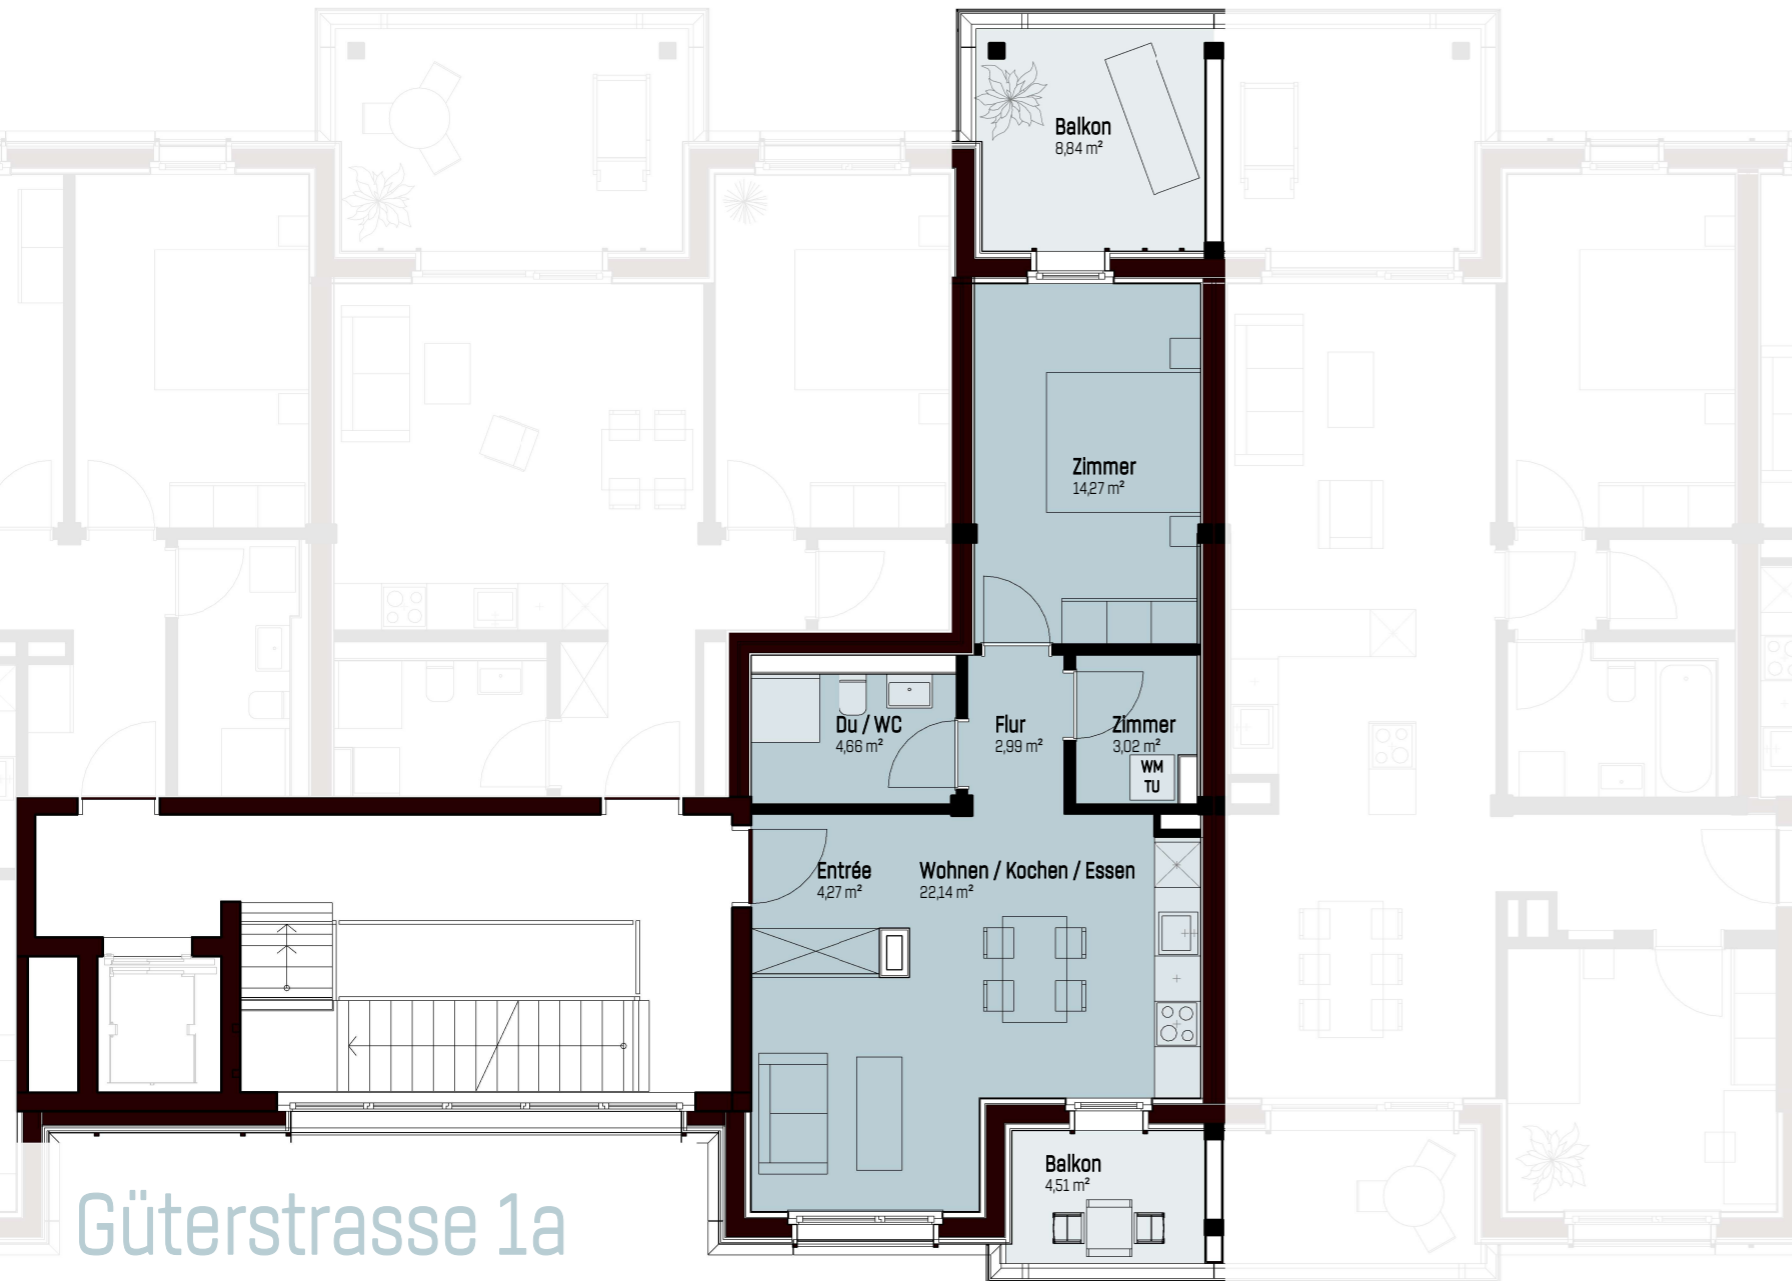 Balkon
8,84 m²
Zimmer
14,27 m²
Du / WC
4,66 m²
Flur
2,99 m²
Zimmer
3,02 m²
WM
TU
Entrée
4,27 m²
Wohnen / Kochen / Essen
22,14 m²
Balkon
4,51 m²
Güterstrasse 1a